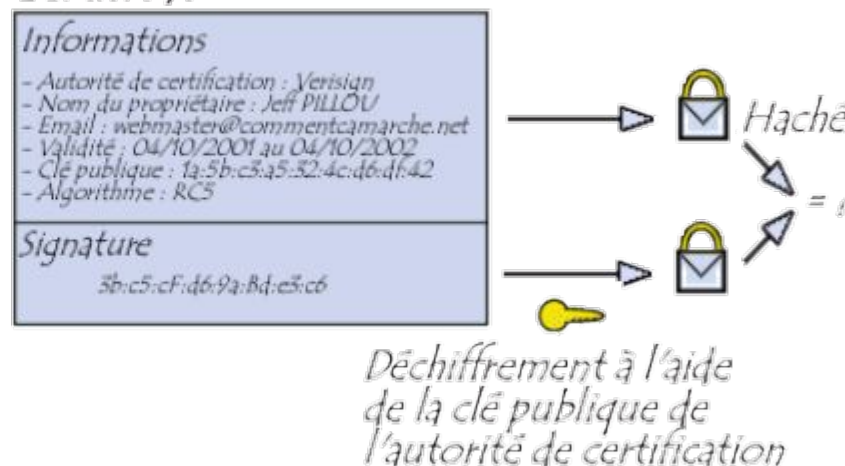 Informations
- Autorité de certification : Verisign
- Nom du propriétaire : Jeff PILLOU
- Email : webmaster@commentcamarche.net
- Validité : 04/10/2001 au 04/10/2002
- Clé publique : 1a:5b:c3:a5:32:4c:d6:df:42
- Algorithme : RC5
Haché
=
Signature
3b:c5:cF:d6:9a:Bd:e3:c6
Déchiffrement à l'aide
de la clé publique de
l'autorité de certification